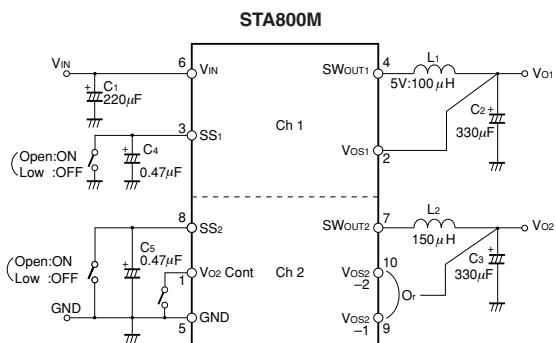 STA800M
VIN
6
VIN
SWOUT1
4
L1
5V:100μH
VO1
+
C1
220μF
3
SS1
Ch 1
C2
+
330μF
(Open:ON
Low :OFF
+
C4
0.47μF
VOS1
2
8
SS2
SWOUT2
7
L2
150μH
VO2
(Open:ON
Low :OFF
+
C5
0.47μF
1
VO2 Cont
Ch 2
10
VOS2
–2
Or
C3
+
330μF
GND
5
GND
VOS2
–1
9